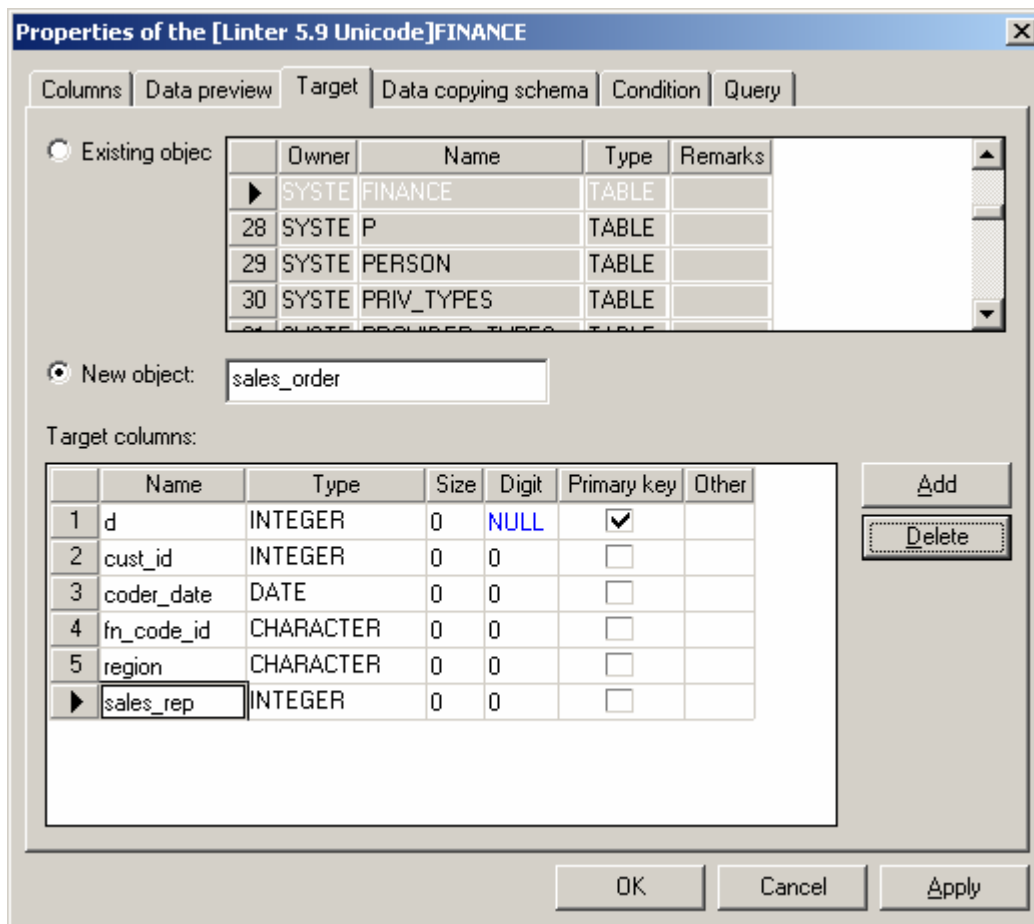 Properties of the [Linter 5.9 Unicode]FINANCE
Columns Data preview Target Data copying schema Condition Query
Existing objec
Owner Name Type Remarks
SYSTE FINANCE TABLE
28 SYSTE P TABLE
29 SYSTE PERSON TABLE
30 SYSTE PRIV_TYPES TABLE
New object: sales_order
Target columns:
Name Type Size Digit Primary key Other
1 d INTEGER 0 NULL
2 cust_id INTEGER 0 0
3 coder_date DATE 0 0
4 fn_code_id CHARACTER 0 0
5 region CHARACTER 0 0
sales_rep INTEGER 0 0
Add
Delete
OK Cancel Apply